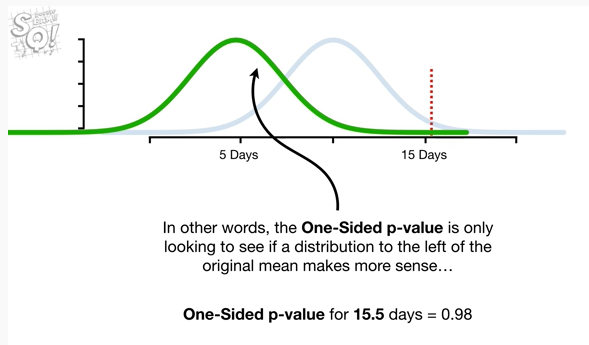 SQ!
5 Days
15 Days
In other words, the One-Sided p-value is only
looking to see if a distribution to the left of the
original mean makes more sense…
One-Sided p-value for 15.5 days = 0.98